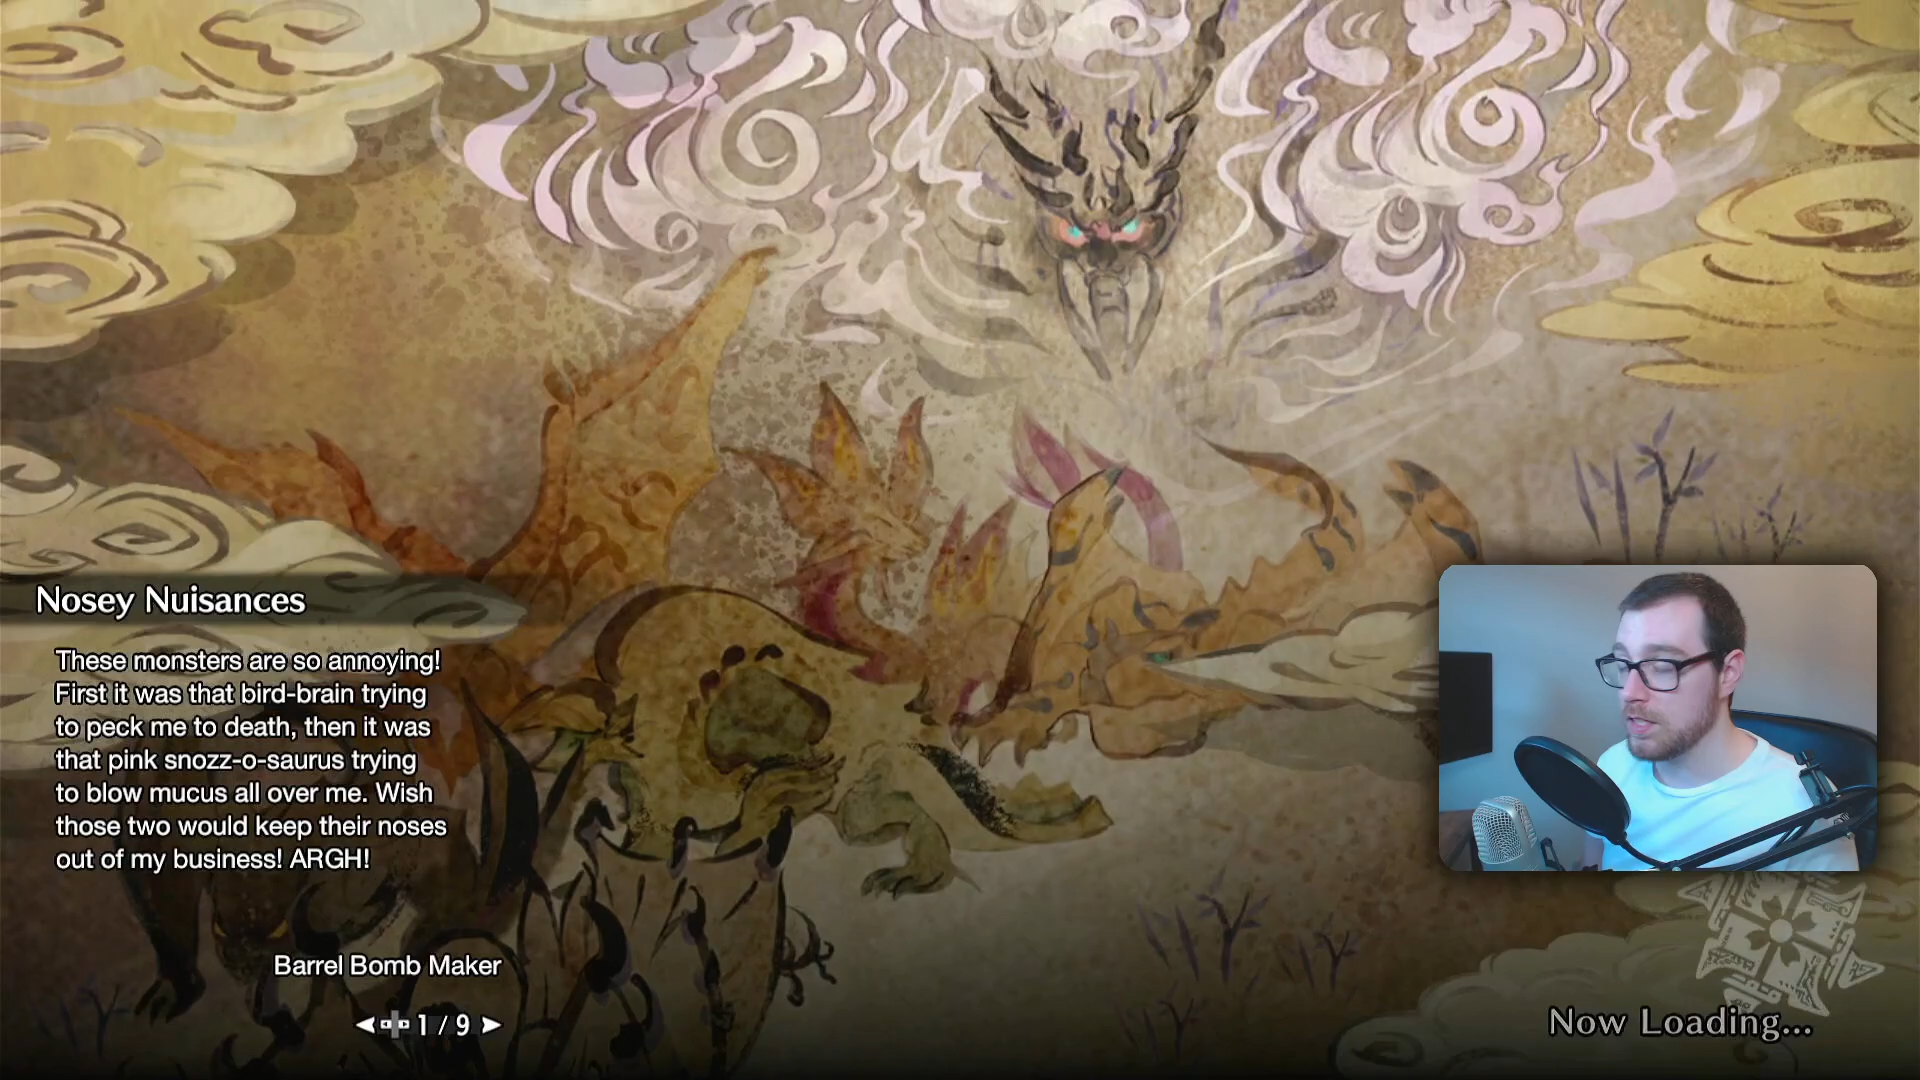 Nosey Nuisances
These monsters are so annoying!
First it was that bird-brain trying
to peck me to death, then it was
that pink snozz-o-saurus trying
to blow mucus all over me. Wish
those two would keep their noses
out of my business! ARGH!
Barrel Bomb Maker
1 / 9
Now Loading...